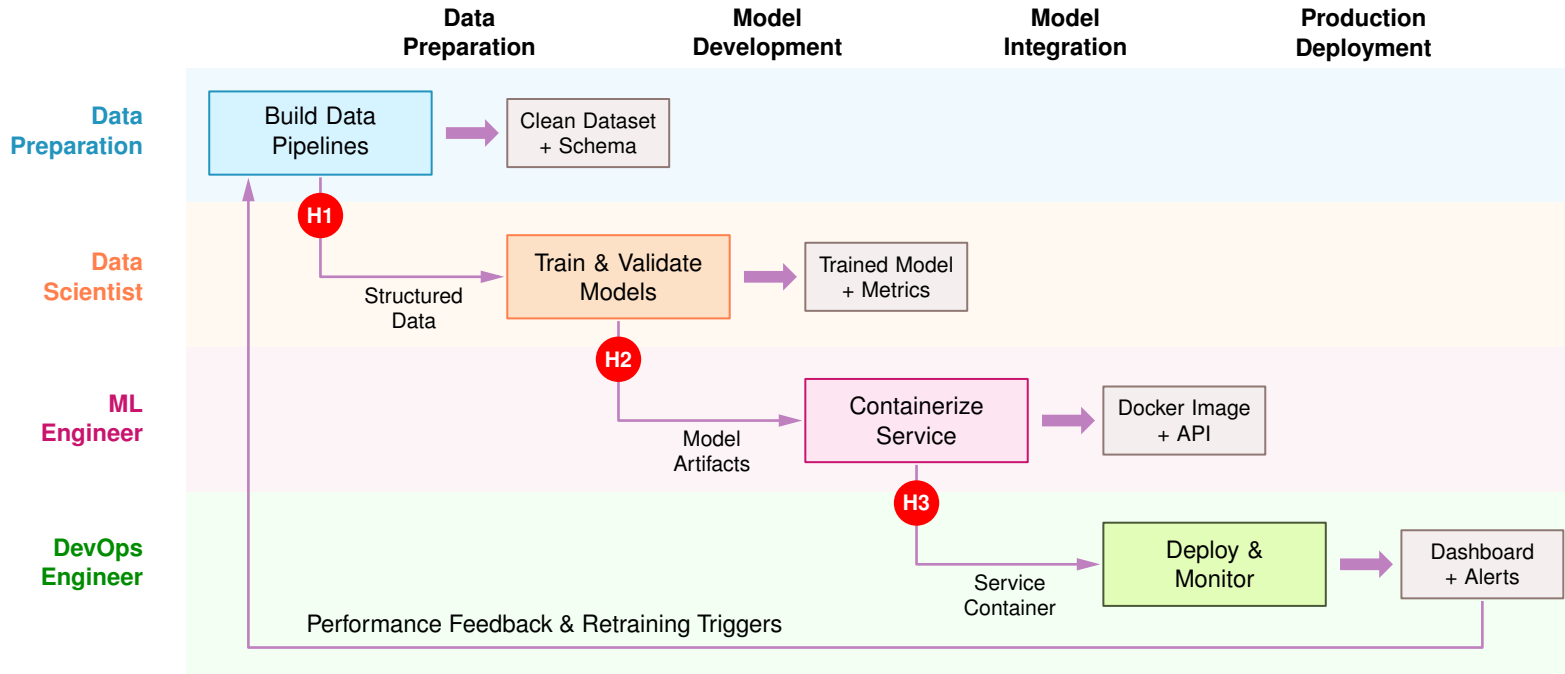 Data
Preparation
Model
Development
Model
Integration
Production
Deployment
Data
Preparation
Build Data
Pipelines
Clean Dataset
+ Schema
H1
Data
Scientist
Structured
Data
Train & Validate
Models
Trained Model
+ Metrics
H2
ML
Engineer
Model
Artifacts
Containerize
Service
Docker Image
+ API
H3
DevOps
Engineer
Service
Container
Deploy &
Monitor
Dashboard
+ Alerts
Performance Feedback & Retraining Triggers